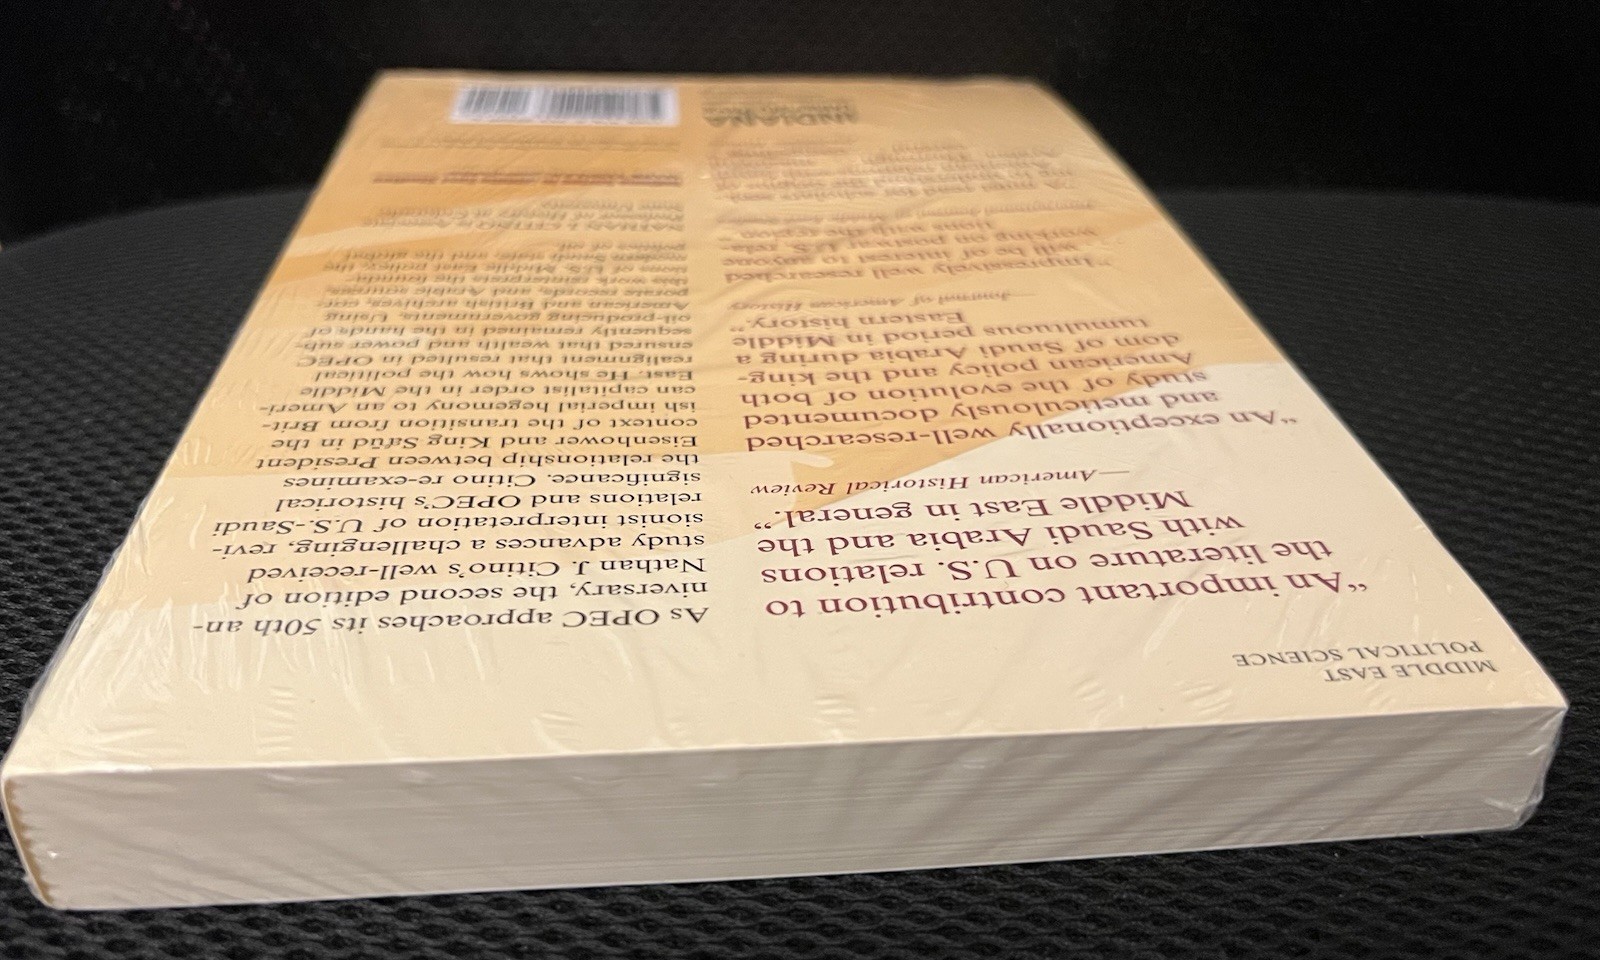 MIDDLE EAST
POLITICAL SCIENCE
“An important contribution to
the literature on U.S. relations
with Saudi Arabia and the
Middle East in general.”
—American Historical Review
“An exceptionally well-researched
and meticulously documented
study of the evolution of both
American policy and the king-
dom of Saudi Arabia during a
tumultuous period in Middle
Eastern history.”
—Journal of American History
“Impressively well researched
will be of interest to anyone
working on postwar U.S. rela-
tions with the region
INDIANA
As OPEC approaches its 50th an-
niversary, the second edition of
Nathan J. Citino’s well-received
study advances a challenging, revi-
sionist interpretation of U.S.-Saudi
relations and OPEC’s historical
significance. Citino re-examines
the relationship between President
Eisenhower and King Saʿūd in the
context of the transition from Brit-
ish imperial hegemony to an Ameri-
can capitalist order in the Middle
East. He shows how the political
realignment that resulted in OPEC
ensured that wealth and power sub-
sequently remained in the hands of
oil-producing governments. Using
American and British archives, cor-
porate records, and Arabic sources,
this work reinterprets the founda-
tions of U.S. Middle East policy, the
modern Saudi state, and the global
politics of oil.
NATHAN J. CITINO is Associate
Professor of History at Colorado
State University.